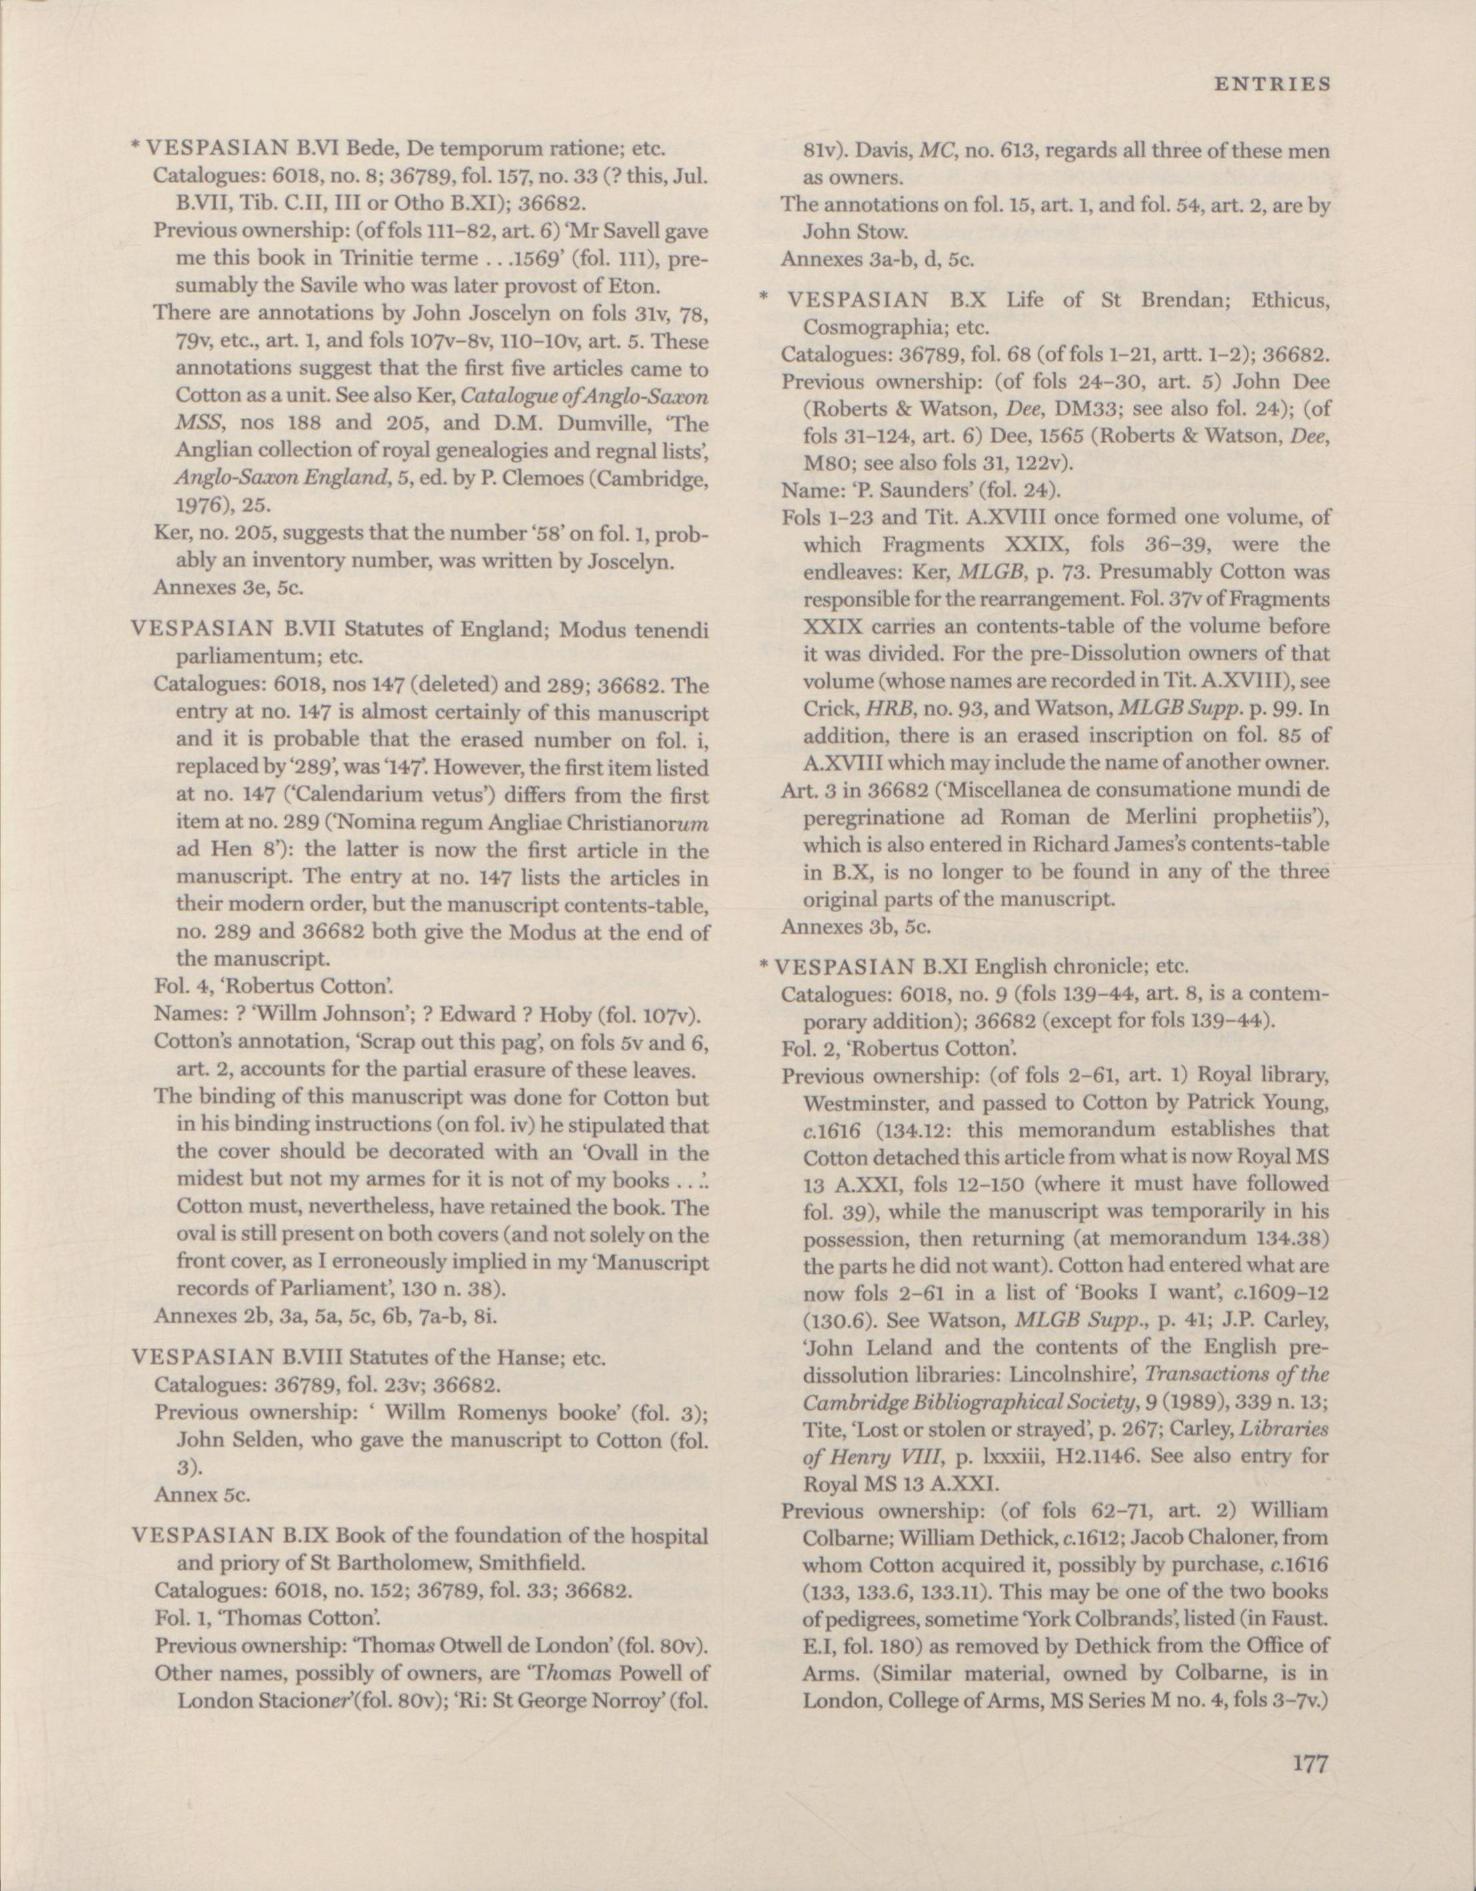 ENTRIES
* VESPASIAN B.VI Bede, De temporum ratione; etc.
Catalogues: 6018, no. 8; 36789, fol. 157, no. 33 (? this, Jul.
B.VII, Tib. C.II, III or Otho B.XI); 36682.
Previous ownership: (of fols 111–82, art. 6) ‘Mr Savell gave
me this book in Trinitie terme . . .1569’ (fol. 111), pre-
sumably the Savile who was later provost of Eton.
There are annotations by John Joscelyn on fols 31v, 78,
79v, etc., art. 1, and fols 107v–8v, 110–10v, art. 5. These
annotations suggest that the first five articles came to
Cotton as a unit. See also Ker, Catalogue of Anglo-Saxon
MSS, nos 188 and 205, and D.M. Dumville, ‘The
Anglian collection of royal genealogies and regnal lists’,
Anglo-Saxon England, 5, ed. by P. Clemoes (Cambridge,
1976), 25.
Ker, no. 205, suggests that the number ‘58’ on fol. 1, prob-
ably an inventory number, was written by Joscelyn.
Annexes 3e, 5c.
VESPASIAN B.VII Statutes of England; Modus tenendi
parliamentum; etc.
Catalogues: 6018, nos 147 (deleted) and 289; 36682. The
entry at no. 147 is almost certainly of this manuscript
and it is probable that the erased number on fol. i,
replaced by ‘289’, was ‘147’. However, the first item listed
at no. 147 (‘Calendarium vetus’) differs from the first
item at no. 289 (‘Nomina regum Angliae Christianorum
ad Hen 8’): the latter is now the first article in the
manuscript. The entry at no. 147 lists the articles in
their modern order, but the manuscript contents-table,
no. 289 and 36682 both give the Modus at the end of
the manuscript.
Fol. 4, ‘Robertus Cotton’.
Names: ? ‘Willm Johnson’; ? Edward ? Hoby (fol. 107v).
Cotton’s annotation, ‘Scrap out this pag’, on fols 5v and 6,
art. 2, accounts for the partial erasure of these leaves.
The binding of this manuscript was done for Cotton but
in his binding instructions (on fol. iv) he stipulated that
the cover should be decorated with an ‘Ovall in the
midest but not my armes for it is not of my books . . .’.
Cotton must, nevertheless, have retained the book. The
oval is still present on both covers (and not solely on the
front cover, as I erroneously implied in my ‘Manuscript
records of Parliament’, 130 n. 38).
Annexes 2b, 3a, 5a, 5c, 6b, 7a-b, 8i.
VESPASIAN B.VIII Statutes of the Hanse; etc.
Catalogues: 36789, fol. 23v; 36682.
Previous ownership: ‘ Willm Romenys booke’ (fol. 3);
John Selden, who gave the manuscript to Cotton (fol.
3).
Annex 5c.
VESPASIAN B.IX Book of the foundation of the hospital
and priory of St Bartholomew, Smithfield.
Catalogues: 6018, no. 152; 36789, fol. 33; 36682.
Fol. 1, ‘Thomas Cotton’.
Previous ownership: ‘Thomas Otwell de London’ (fol. 80v).
Other names, possibly of owners, are ‘Thomas Powell of
London Stacioner’(fol. 80v); ‘Ri: St George Norroy’ (fol.
81v). Davis, MC, no. 613, regards all three of these men
as owners.
The annotations on fol. 15, art. 1, and fol. 54, art. 2, are by
John Stow.
Annexes 3a-b, d, 5c.
* VESPASIAN B.X Life of St Brendan; Ethicus,
Cosmographia; etc.
Catalogues: 36789, fol. 68 (of fols 1–21, artt. 1–2); 36682.
Previous ownership: (of fols 24–30, art. 5) John Dee
(Roberts & Watson, Dee, DM33; see also fol. 24); (of
fols 31–124, art. 6) Dee, 1565 (Roberts & Watson, Dee,
M80; see also fols 31, 122v).
Name: ‘P. Saunders’ (fol. 24).
Fols 1–23 and Tit. A.XVIII once formed one volume, of
which Fragments XXIX, fols 36–39, were the
endleaves: Ker, MLGB, p. 73. Presumably Cotton was
responsible for the rearrangement. Fol. 37v of Fragments
XXIX carries an contents-table of the volume before
it was divided. For the pre-Dissolution owners of that
volume (whose names are recorded in Tit. A.XVIII), see
Crick, HRB, no. 93, and Watson, MLGB Supp. p. 99. In
addition, there is an erased inscription on fol. 85 of
A.XVIII which may include the name of another owner.
Art. 3 in 36682 (‘Miscellanea de consumatione mundi de
peregrinatione ad Roman de Merlini prophetiis’),
which is also entered in Richard James’s contents-table
in B.X, is no longer to be found in any of the three
original parts of the manuscript.
Annexes 3b, 5c.
* VESPASIAN B.XI English chronicle; etc.
Catalogues: 6018, no. 9 (fols 139–44, art. 8, is a contem-
porary addition); 36682 (except for fols 139–44).
Fol. 2, ‘Robertus Cotton’.
Previous ownership: (of fols 2–61, art. 1) Royal library,
Westminster, and passed to Cotton by Patrick Young,
c.1616 (134.12: this memorandum establishes that
Cotton detached this article from what is now Royal MS
13 A.XXI, fols 12–150 (where it must have followed
fol. 39), while the manuscript was temporarily in his
possession, then returning (at memorandum 134.38)
the parts he did not want). Cotton had entered what are
now fols 2–61 in a list of ‘Books I want’, c.1609–12
(130.6). See Watson, MLGB Supp., p. 41; J.P. Carley,
‘John Leland and the contents of the English pre-
dissolution libraries: Lincolnshire’, Transactions of the
Cambridge Bibliographical Society, 9 (1989), 339 n. 13;
Tite, ‘Lost or stolen or strayed’, p. 267; Carley, Libraries
of Henry VIII, p. lxxxiii, H2.1146. See also entry for
Royal MS 13 A.XXI.
Previous ownership: (of fols 62–71, art. 2) William
Colbarne; William Dethick, c.1612; Jacob Chaloner, from
whom Cotton acquired it, possibly by purchase, c.1616
(133, 133.6, 133.11). This may be one of the two books
of pedigrees, sometime ‘York Colbrands’, listed (in Faust.
E.I, fol. 180) as removed by Dethick from the Office of
Arms. (Similar material, owned by Colbarne, is in
London, College of Arms, MS Series M no. 4, fols 3–7v.)
177